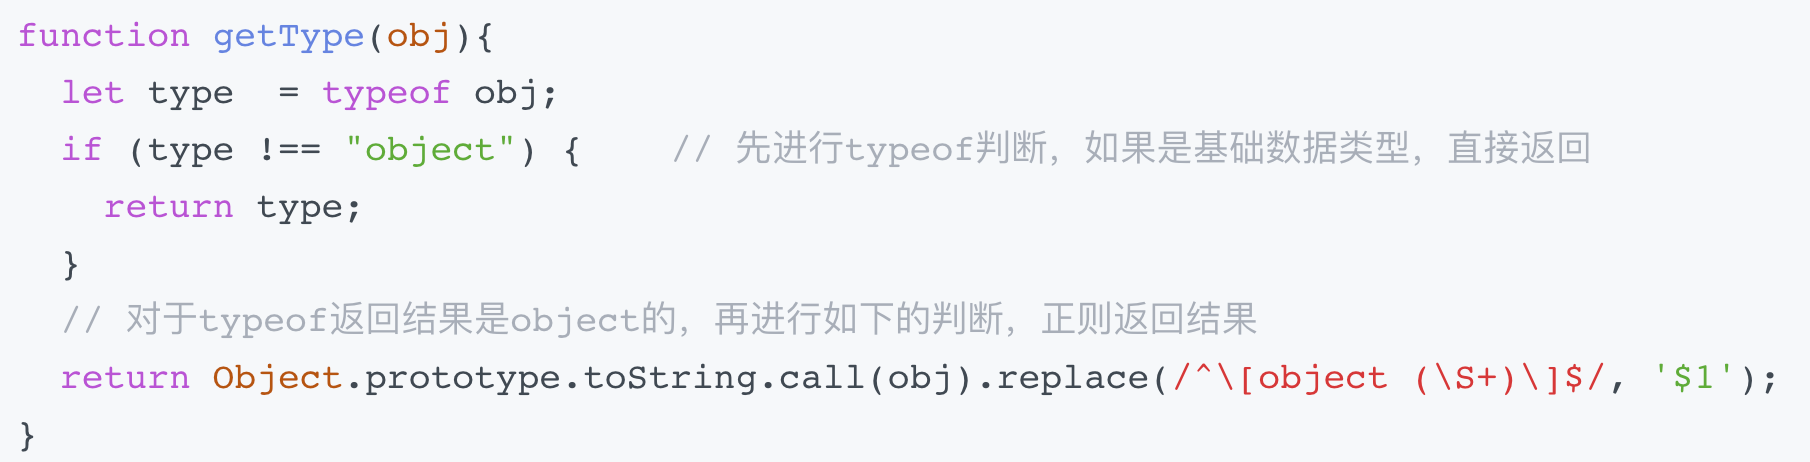 function getType(obj){
  let type  = typeof obj;
  if (type !== "object") {    // 先进行typeof判断，如果是基础数据类型，直接返回
    return type;
  }
  // 对于typeof返回结果是object的，再进行如下的判断，正则返回结果
  return Object.prototype.toString.call(obj).replace(/^\[object (\S+)\]$/, '$1');
}